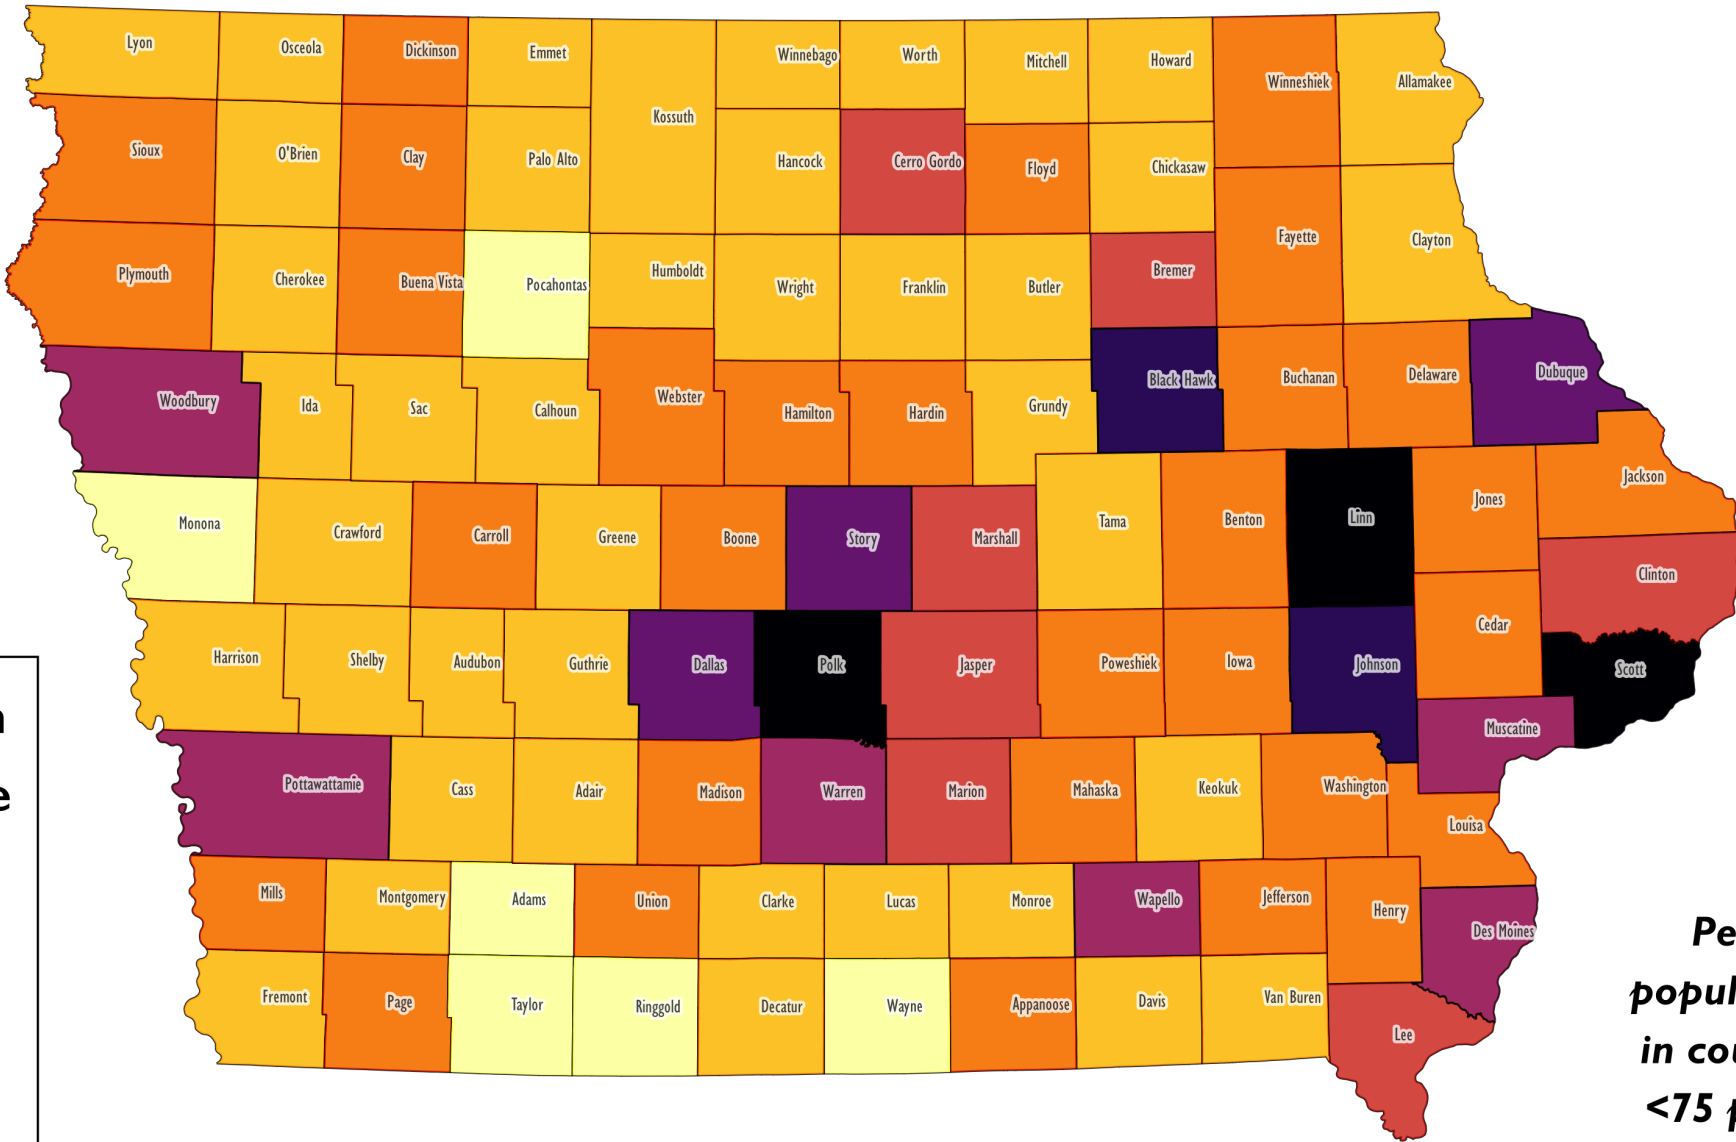 Lyon
Osceola
Dickinson
Emmet
Kossuth
Winnebago
Worth
Mitchell
Howard
Winneshiek
Allamakee
Sioux
O'Brien
Clay
Palo Alto
Hancock
Cerro Gordo
Floyd
Chickasaw
Plymouth
Cherokee
Buena Vista
Pocahontas
Humboldt
Wright
Franklin
Butler
Bremer
Fayette
Clayton
Woodbury
Ida
Sac
Calhoun
Webster
Hamilton
Hardin
Grundy
Black Hawk
Buchanan
Delaware
Dubuque
Monona
Crawford
Carroll
Greene
Boone
Story
Marshall
Tama
Benton
Linn
Jones
Jackson
Clinton
Harrison
Shelby
Audubon
Guthrie
Dallas
Polk
Jasper
Poweshiek
Iowa
Johnson
Cedar
Scott
Muscatine
Pottawattamie
Cass
Adair
Madison
Warren
Marion
Mahaska
Keokuk
Washington
Louisa
Mills
Montgomery
Adams
Union
Clarke
Lucas
Monroe
Wapello
Jefferson
Henry
Des Moines
Fremont
Page
Taylor
Ringgold
Decatur
Wayne
Appanoose
Davis
Van Buren
Lee
Pe
popul
in cou
<75 p